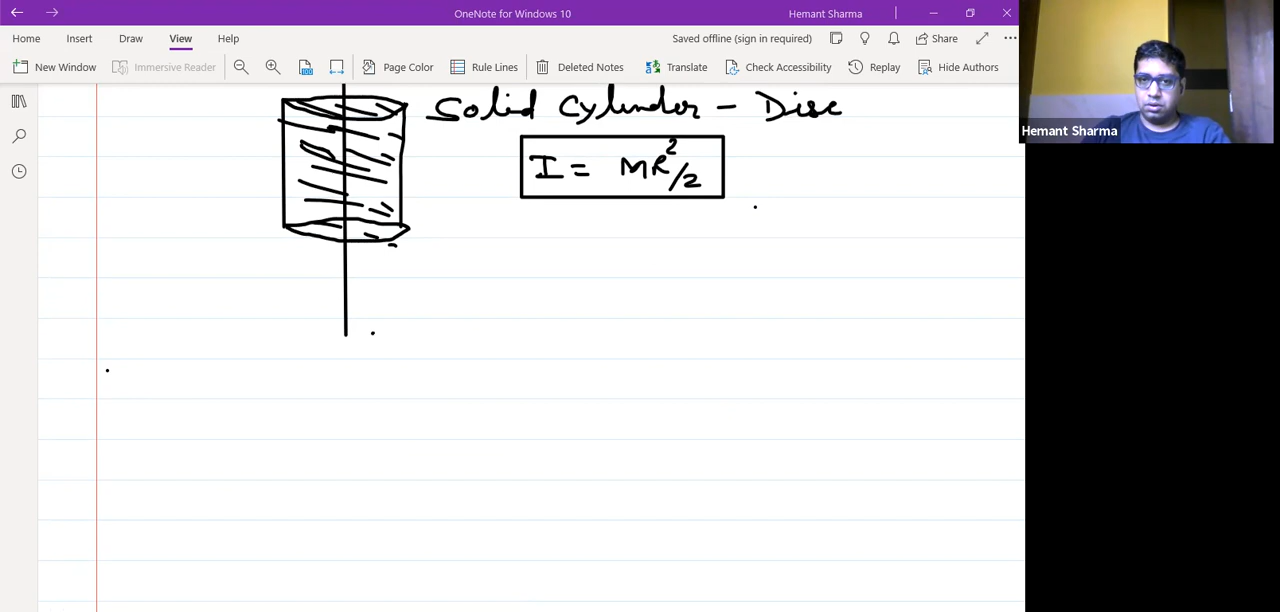 OneNote for Windows 10
Hemant Sharma
Home Insert Draw View Help
Saved offline (sign in required) Share
New Window Immersive Reader 100 Page Color Rule Lines Deleted Notes Translate Check Accessibility Replay Hide Authors
Solid Cylinder - Disc
I = MR²/2
Hemant Sharma